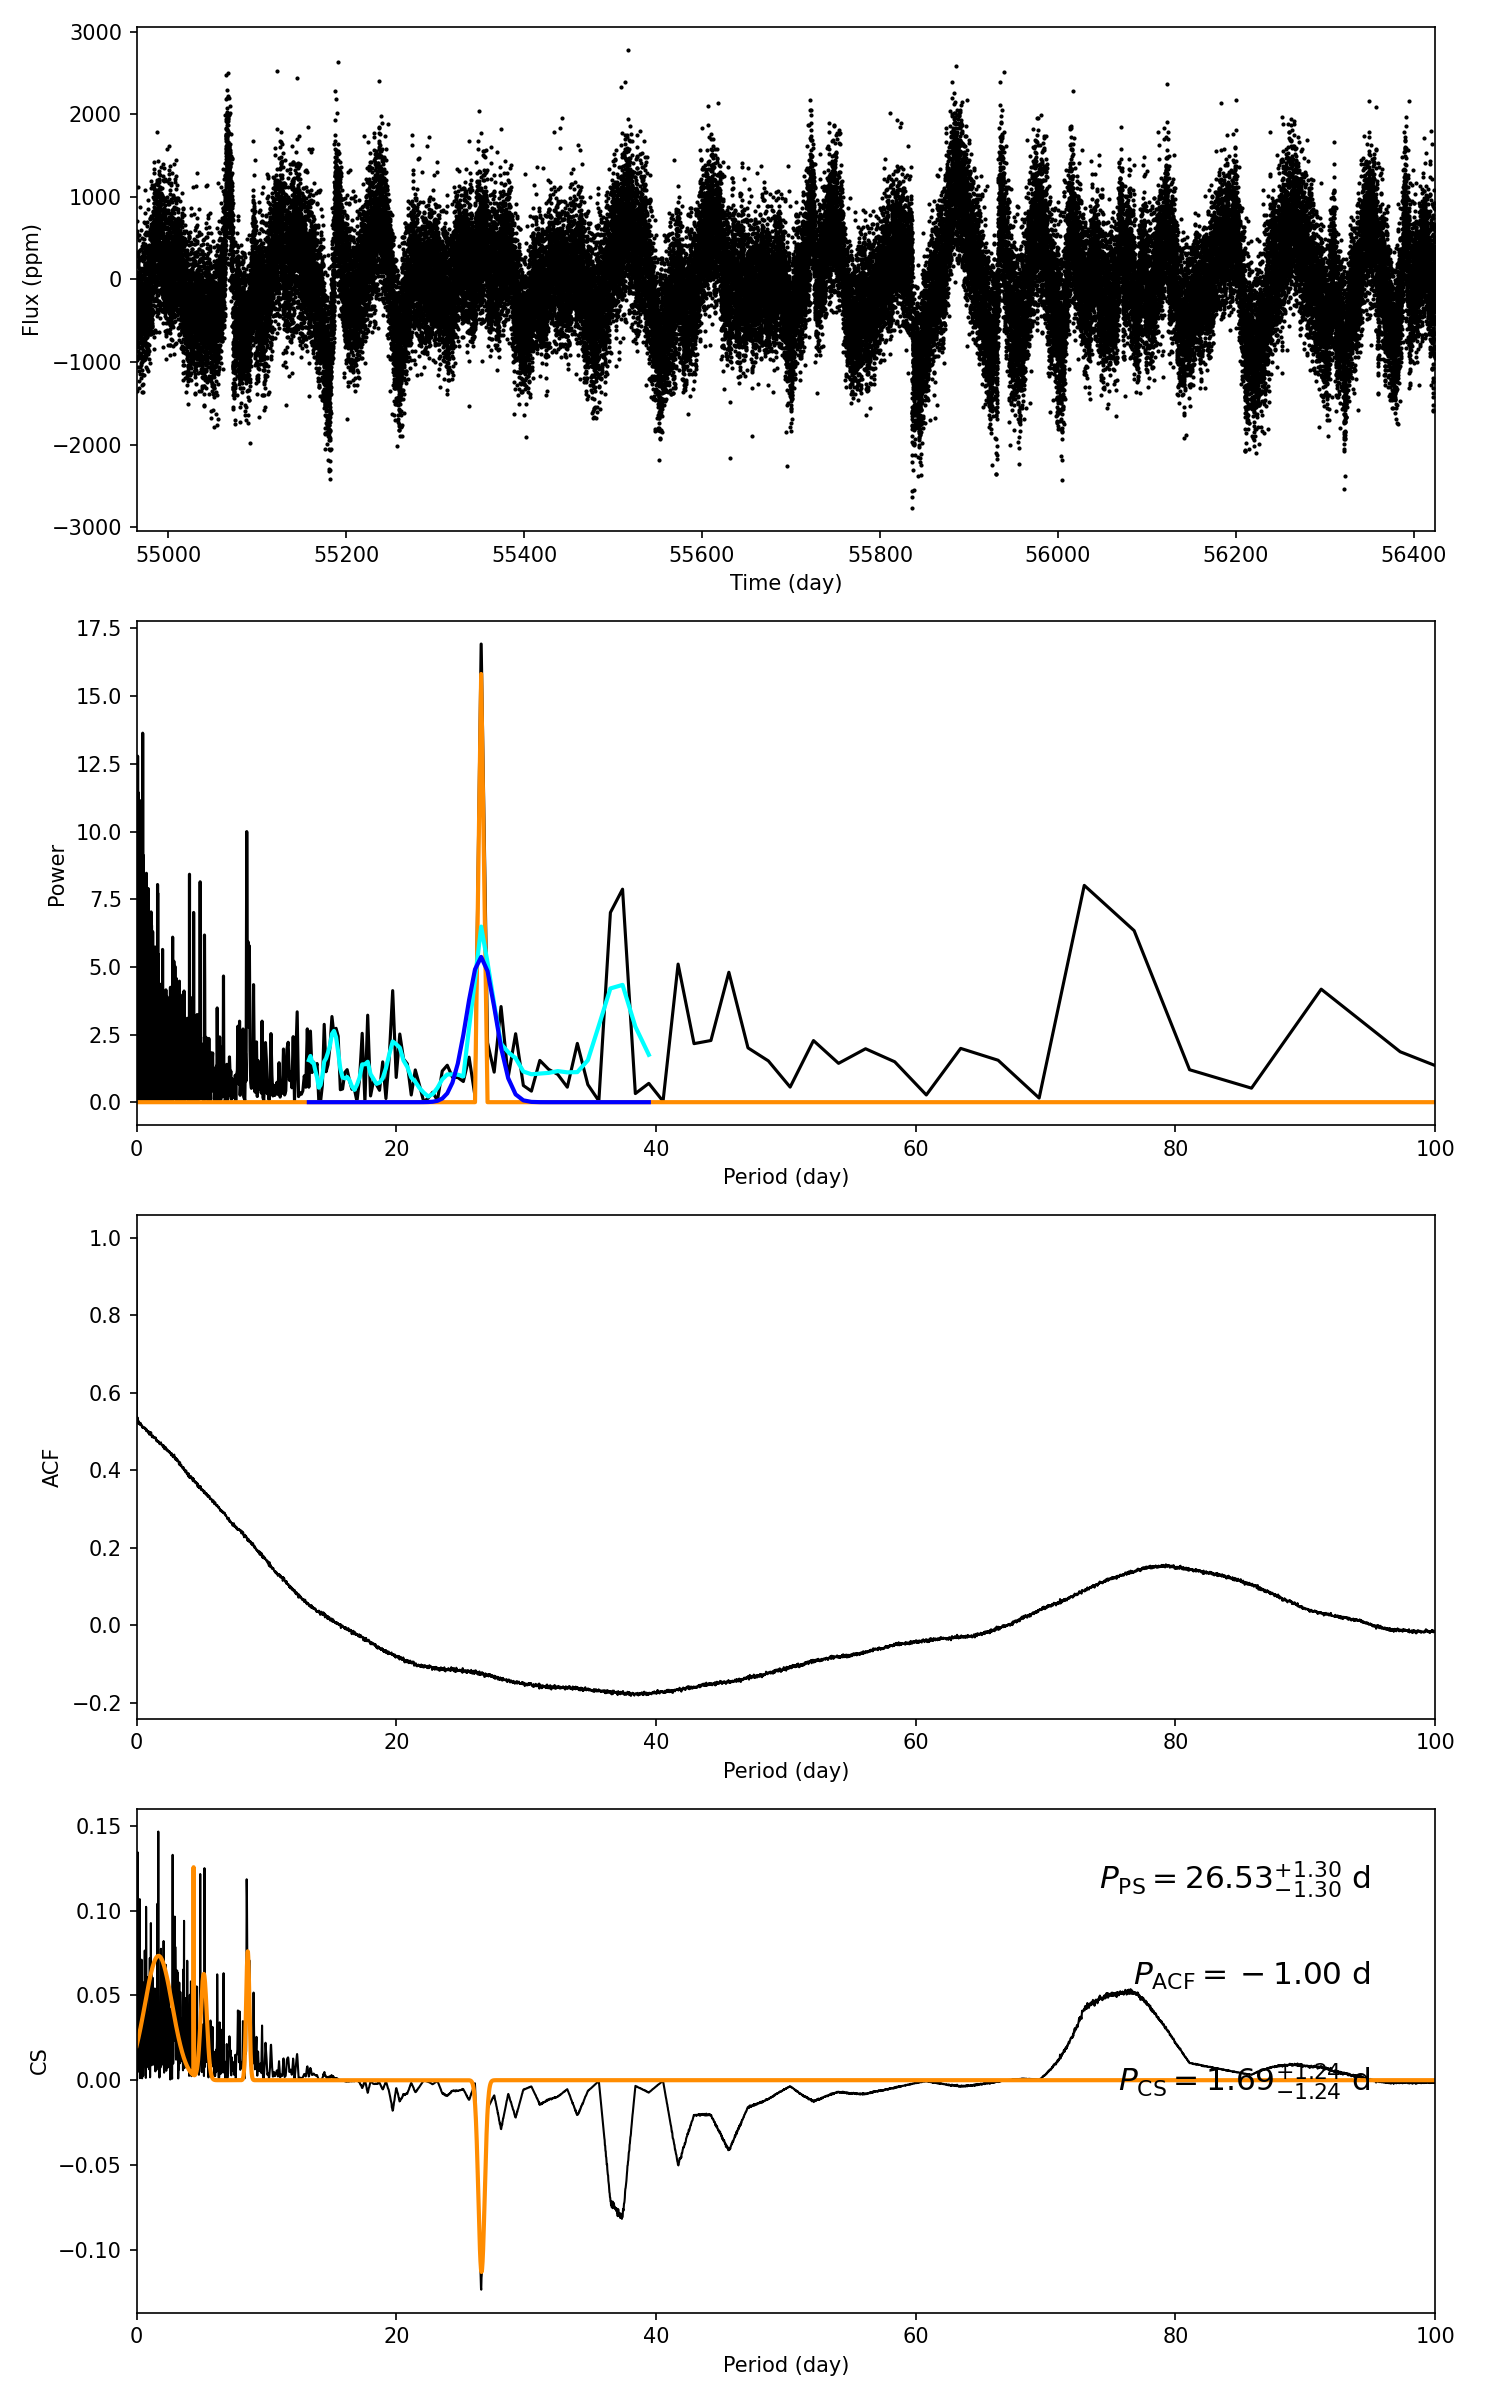 3000
2000
1000
0
−1000
−2000
−3000
Flux (ppm)
55000 55200 55400 55600 55800 56000 56200 56400
Time (day)
17.5
15.0
12.5
10.0
7.5
5.0
2.5
0.0
Power
0 20 40 60 80 100
Period (day)
1.0
0.8
0.6
0.4
0.2
0.0
−0.2
ACF
0 20 40 60 80 100
Period (day)
0.15
0.10
0.05
0.00
−0.05
−0.10
CS
P_PS = 26.53 +1.30 −1.30 d
P_ACF = −1.00 d
P_CS = 1.69 +1.24 −1.24 d
0 20 40 60 80 100
Period (day)